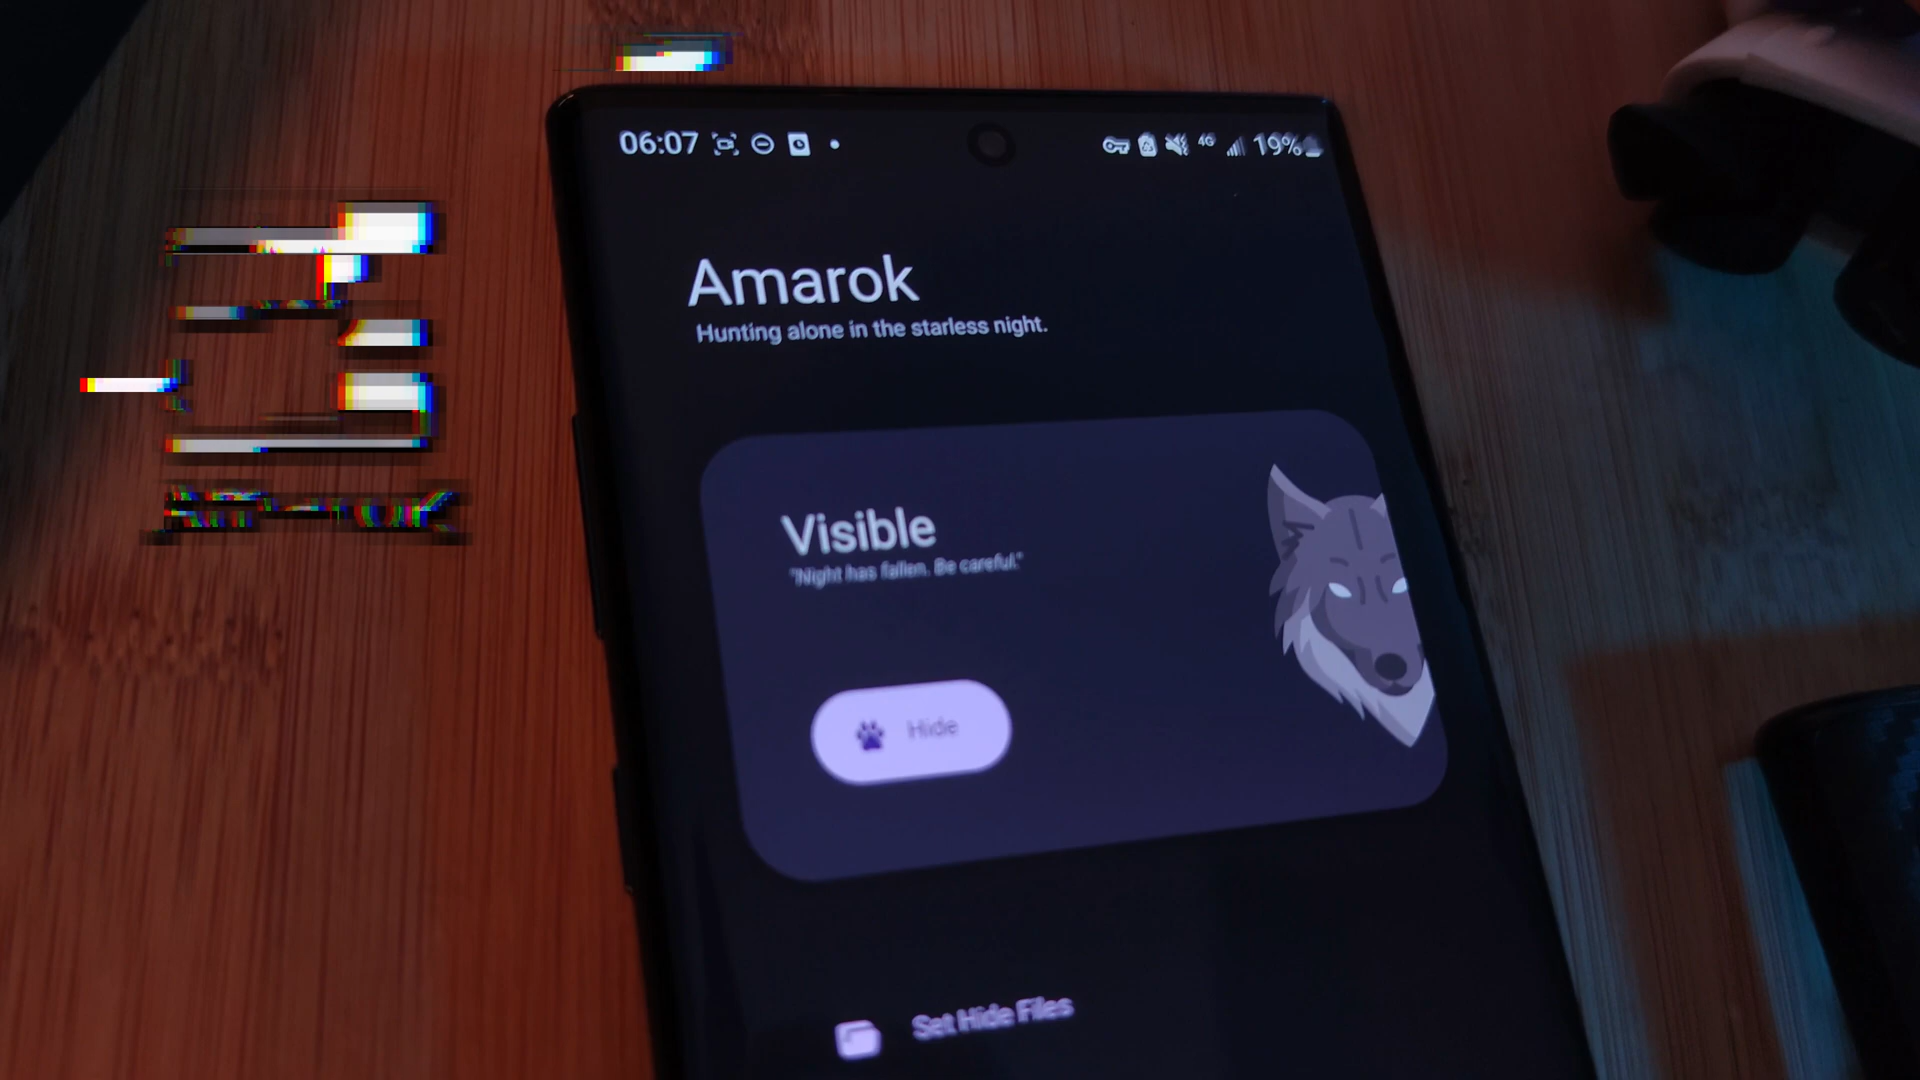 06:07
4G 19%
Amarok
Hunting alone in the starless night.
Visible
"Night has fallen. Be careful."
Hide
Set Hide Files